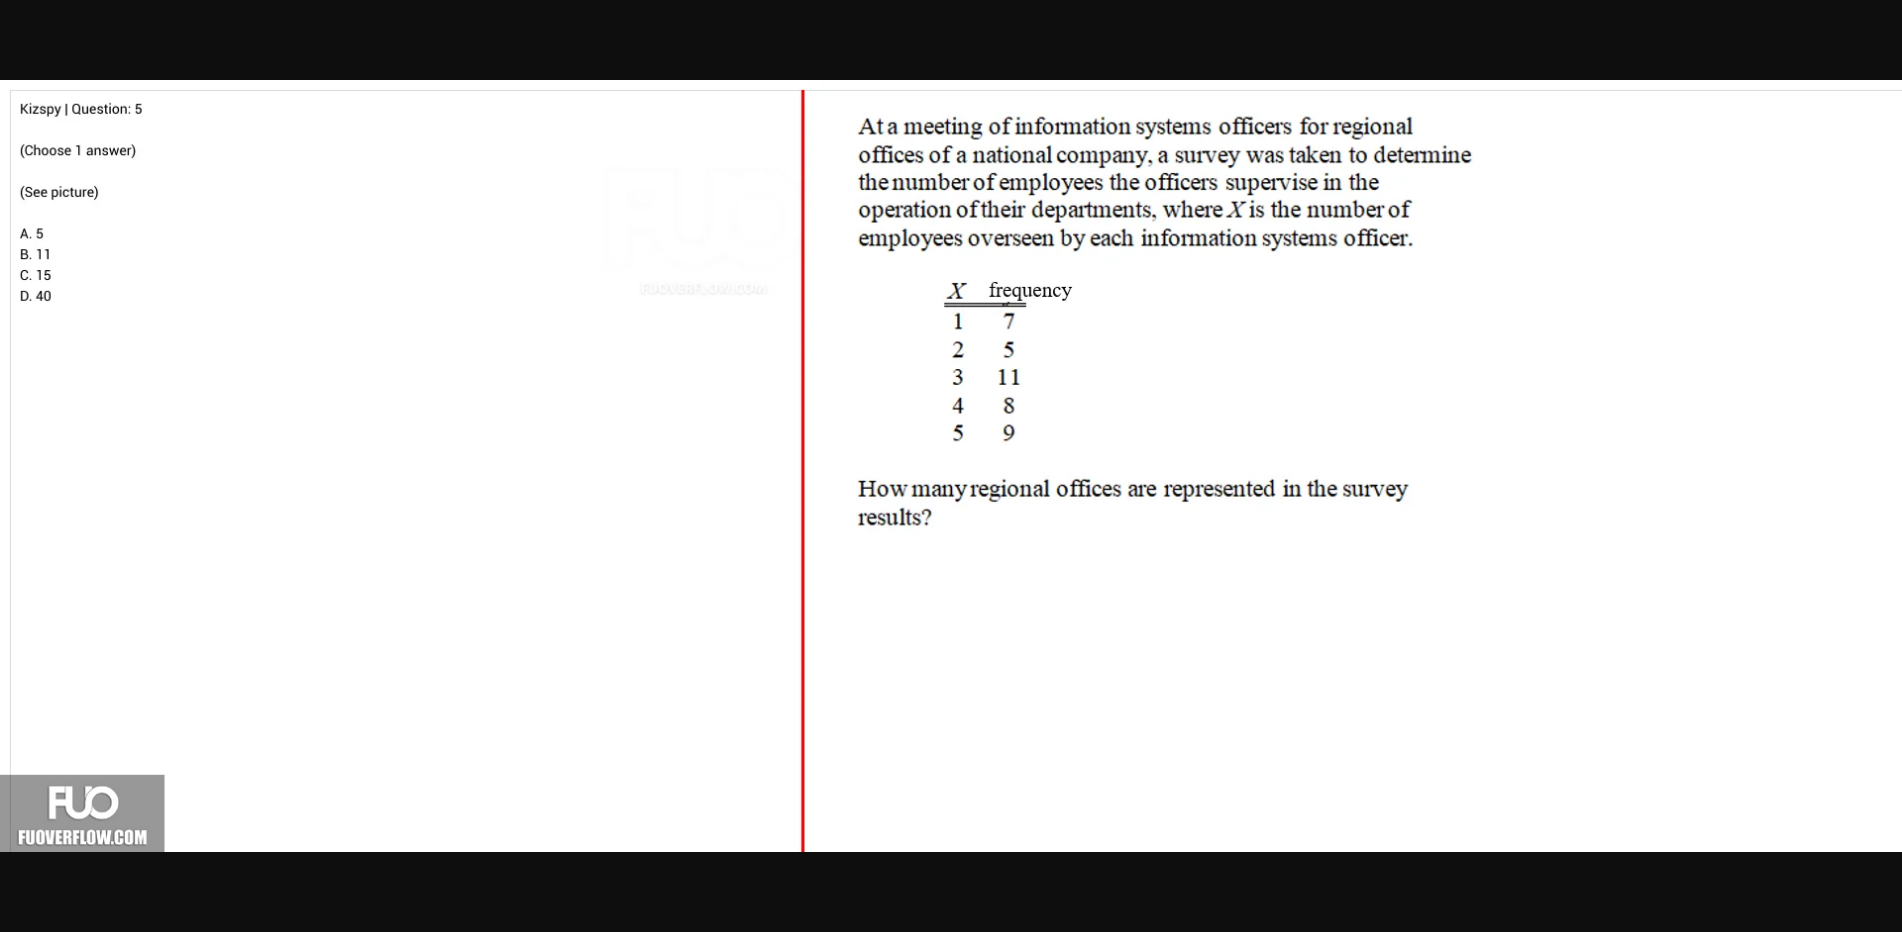 Kizspy | Question: 5
(Choose 1 answer)
(See picture)
A. 5
B. 11
C. 15
D. 40
FUO
FUOVERFLOW.COM
At a meeting of information systems officers for regional
offices of a national company, a survey was taken to determine
the number of employees the officers supervise in the
operation of their departments, where X is the number of
employees overseen by each information systems officer.
X frequency
1 7
2 5
3 11
4 8
5 9
How many regional offices are represented in the survey
results?
FUO
FUOVERFLOW.COM